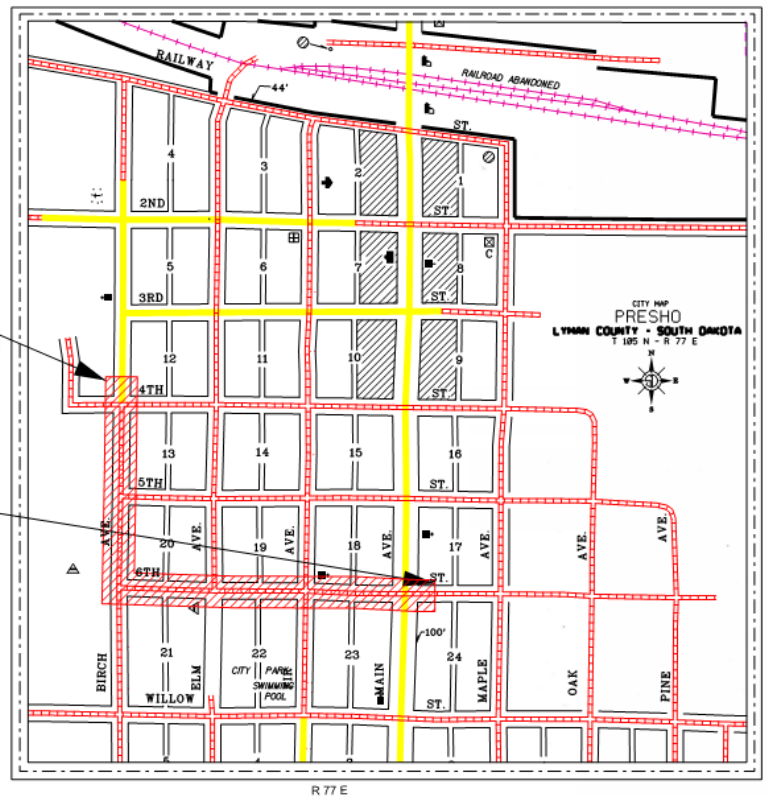 RAILWAY
44'
RAILROAD ABANDONED
ST.
4
3
2
1
2ND
ST.
5
6
7
8
C
3RD
ST.
CITY MAP
PRESHO
LYMAN COUNTY - SOUTH DAKOTA
T 105 N - R 77 E
N
W
E
S
12
11
10
9
4TH
ST.
13
14
15
16
5TH
ST.
AVE.
AVE.
AVE.
AVE.
AVE.
AVE.
AVE.
20
19
18
17
6TH
ST.
100'
21
22
23
24
BIRCH
ELM
CITY PARK
SWIMMING
POOL
MAIN
MAPLE
OAK
PINE
WILLOW
ST.
R 77 E